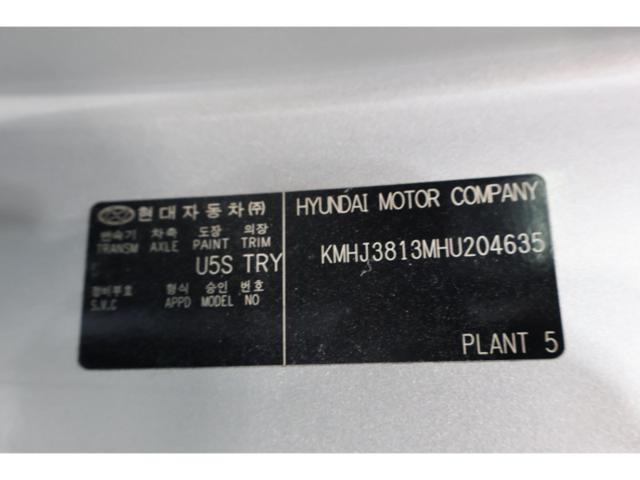 현대자동차㈜
변속기 차축 도장 의장
TRANSM AXLE PAINT TRIM
U5S TRY
정비부호 형식 승인 번호
S.V.C APPD MODEL NO
HYUNDAI MOTOR COMPANY
KMHJ3813MHU204635
PLANT 5